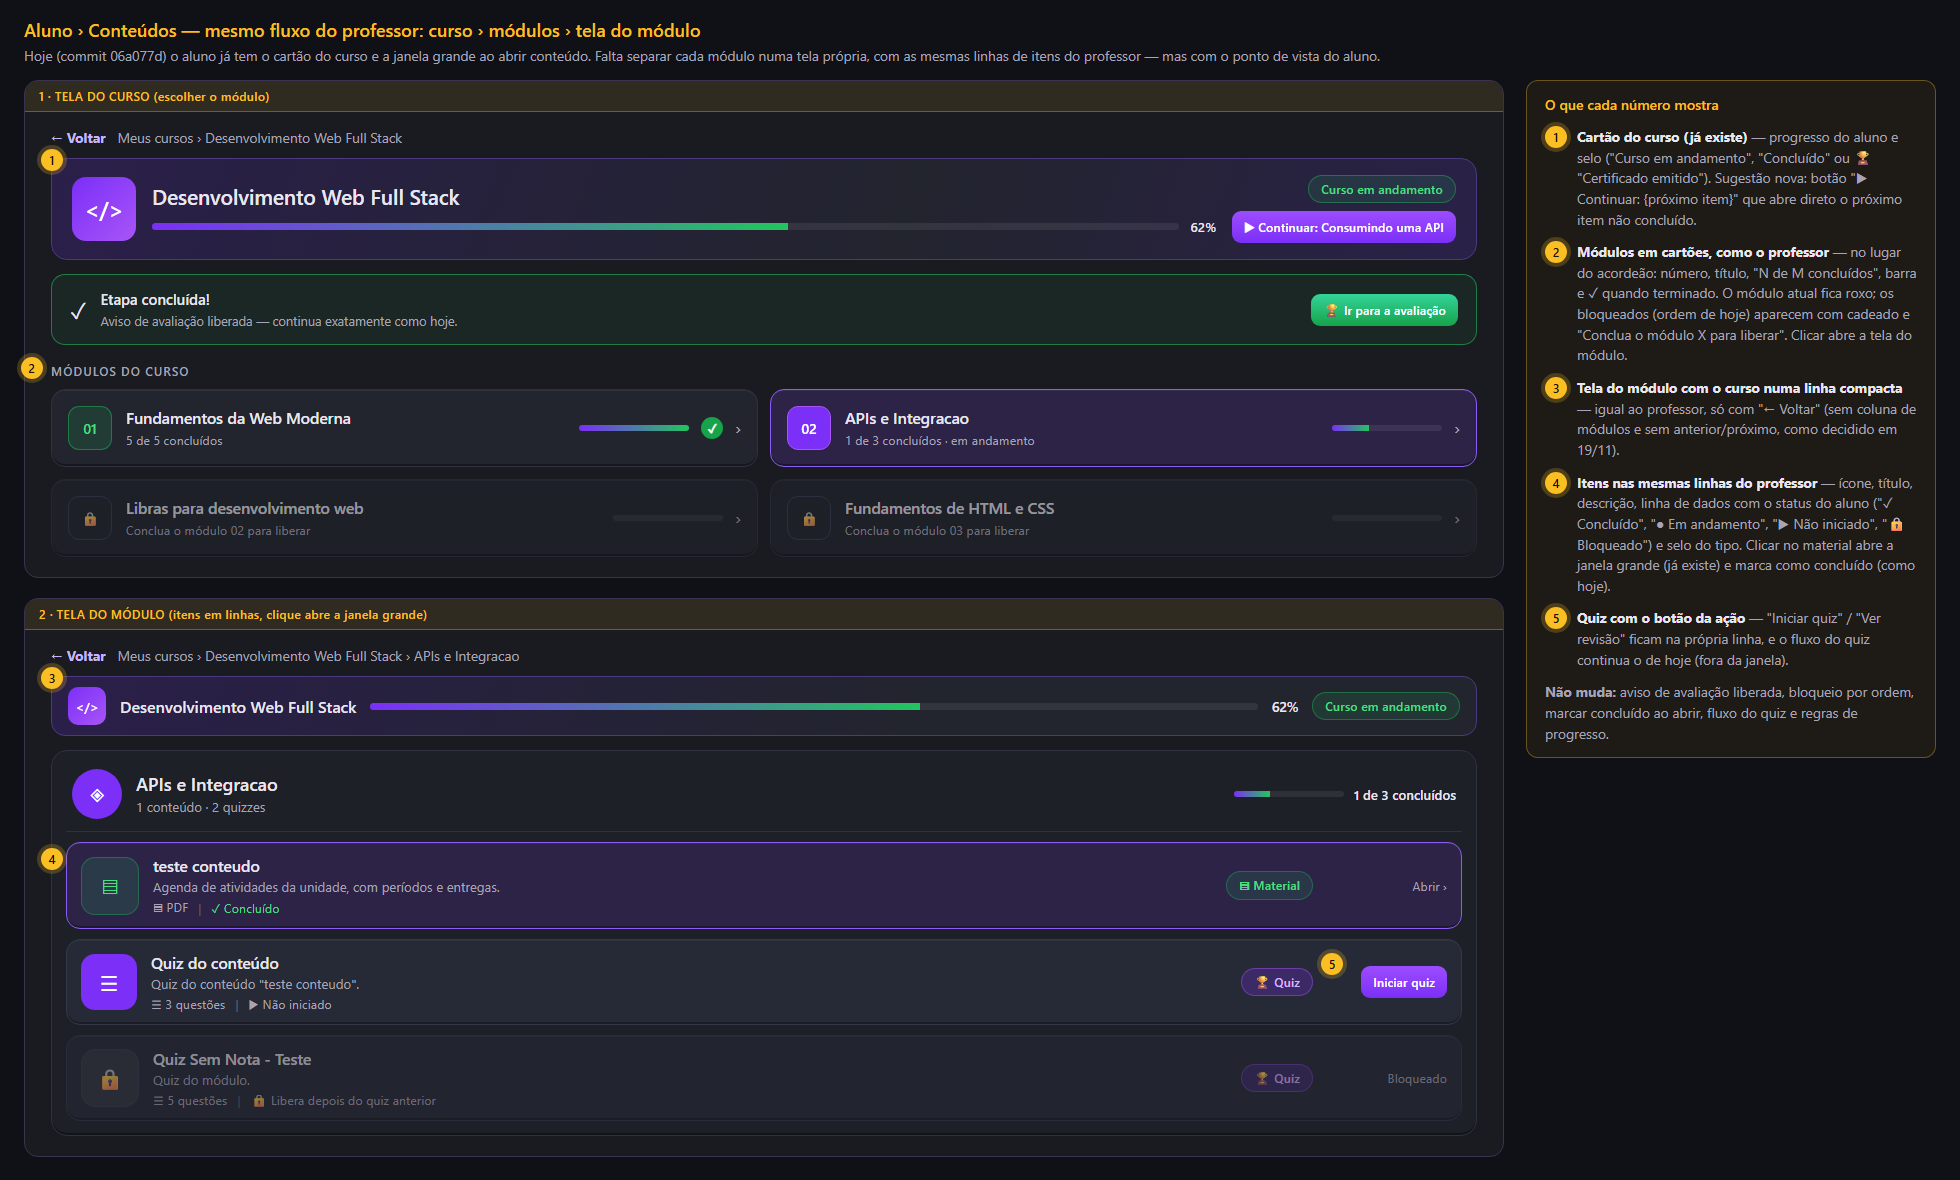 Aluno › Conteúdos — mesmo fluxo do professor: curso › módulos › tela do módulo
Hoje (commit 06a077d) o aluno já tem o cartão do curso e a janela grande ao abrir conteúdo. Falta separar cada módulo numa tela própria, com as mesmas linhas de itens do professor — mas com o ponto de vista do aluno.
1 · TELA DO CURSO (escolher o módulo)
← Voltar Meus cursos › Desenvolvimento Web Full Stack
1
</> Desenvolvimento Web Full Stack
Curso em andamento
62%
▶ Continuar: Consumindo uma API
✓ Etapa concluída!
Aviso de avaliação liberada — continua exatamente como hoje.
🏆 Ir para a avaliação
2 MÓDULOS DO CURSO
01 Fundamentos da Web Moderna
5 de 5 concluídos
✓ ›
02 APIs e Integracao
1 de 3 concluídos · em andamento
›
🔒 Libras para desenvolvimento web
Conclua o módulo 02 para liberar
›
🔒 Fundamentos de HTML e CSS
Conclua o módulo 03 para liberar
›
2 · TELA DO MÓDULO (itens em linhas, clique abre a janela grande)
← Voltar Meus cursos › Desenvolvimento Web Full Stack › APIs e Integracao
3
</> Desenvolvimento Web Full Stack 62% Curso em andamento
◈ APIs e Integracao
1 conteúdo · 2 quizzes
1 de 3 concluídos
4
▤ teste conteudo
Agenda de atividades da unidade, com períodos e entregas.
▤ PDF | ✓ Concluído
▤ Material
Abrir ›
☰ Quiz do conteúdo
Quiz do conteúdo "teste conteudo".
☰ 3 questões | ▶ Não iniciado
🏆 Quiz
5
Iniciar quiz
🔒 Quiz Sem Nota - Teste
Quiz do módulo.
☰ 5 questões | 🔒 Libera depois do quiz anterior
🏆 Quiz
Bloqueado
O que cada número mostra
1 Cartão do curso (já existe) — progresso do aluno e
selo ("Curso em andamento", "Concluído" ou 🏆
"Certificado emitido"). Sugestão nova: botão "▶
Continuar: {próximo item}" que abre direto o próximo
item não concluído.
2 Módulos em cartões, como o professor — no lugar
do acordeão: número, título, "N de M concluídos", barra
e ✓ quando terminado. O módulo atual fica roxo; os
bloqueados (ordem de hoje) aparecem com cadeado e
"Conclua o módulo X para liberar". Clicar abre a tela do
módulo.
3 Tela do módulo com o curso numa linha compacta
— igual ao professor, só com "← Voltar" (sem coluna de
módulos e sem anterior/próximo, como decidido em
19/11).
4 Itens nas mesmas linhas do professor — ícone, título,
descrição, linha de dados com o status do aluno ("✓
Concluído", "● Em andamento", "▶ Não iniciado", "🔒
Bloqueado") e selo do tipo. Clicar no material abre a
janela grande (já existe) e marca como concluído (como
hoje).
5 Quiz com o botão da ação — "Iniciar quiz" / "Ver
revisão" ficam na própria linha, e o fluxo do quiz
continua o de hoje (fora da janela).
Não muda: aviso de avaliação liberada, bloqueio por ordem,
marcar concluído ao abrir, fluxo do quiz e regras de
progresso.